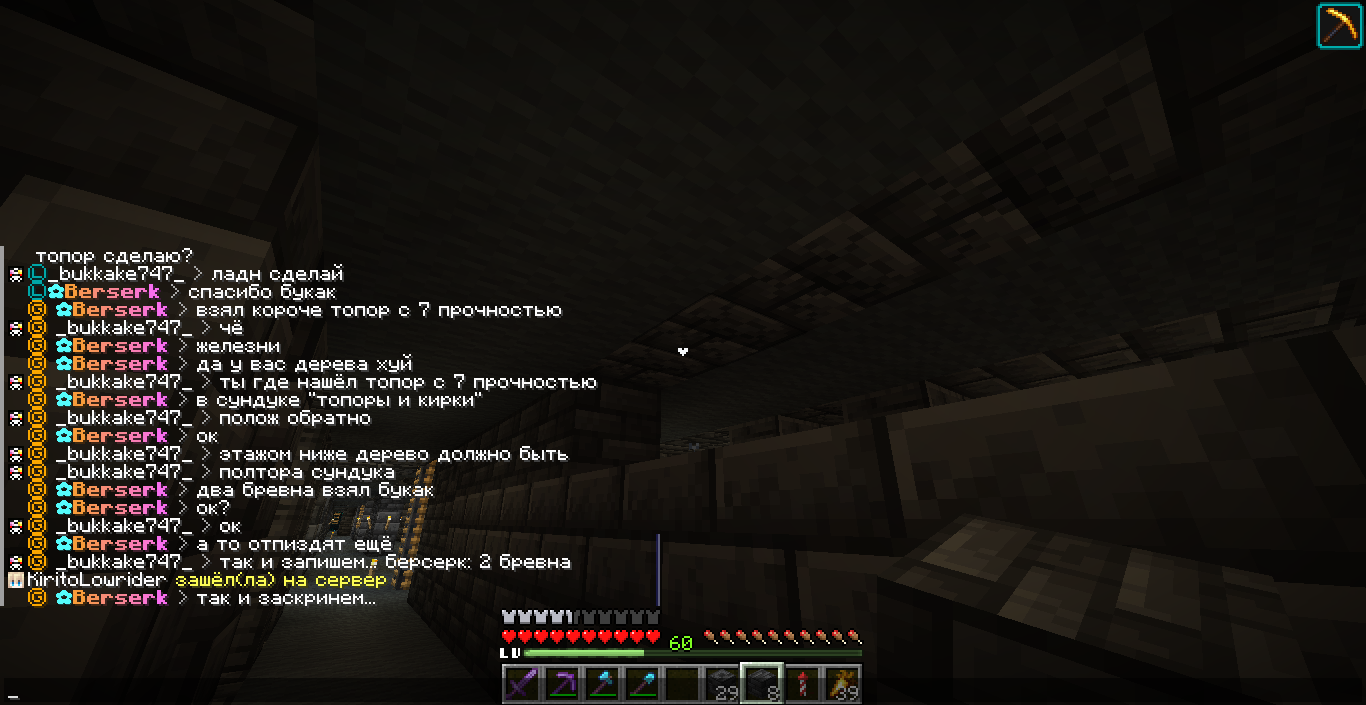 топор сделаю?
L _bukkake747_ > ладн сделай
L ✿Berserk > спасибо букак
G ✿Berserk > взял короче топор с 7 прочностью
G _bukkake747_ > чё
G ✿Berserk > железни
G ✿Berserk > да у вас дерева хуй
G _bukkake747_ > ты где нашёл топор с 7 прочностью
G ✿Berserk > в сундуке "топоры и кирки"
G _bukkake747_ > полож обратно
G ✿Berserk > ок
G _bukkake747_ > этажом ниже дерево должно быть
G _bukkake747_ > полтора сундука
G ✿Berserk > два бревна взял букак
G ✿Berserk > ок?
G _bukkake747_ > ок
G ✿Berserk > а то отпиздят ещё
G _bukkake747_ > так и запишем... берсерк: 2 бревна
KiritoLowrider зашёл(ла) на сервер
G ✿Berserk > так и заскринем...
60
LV
29
8
39
_